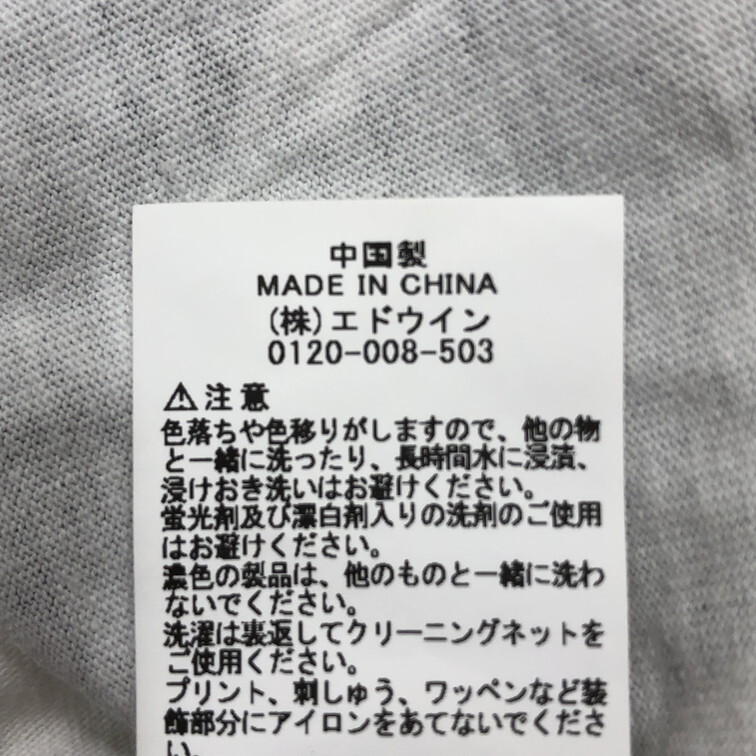 中国製
MADE IN CHINA
(株)エドウイン
0120-008-503
⚠注意
色落ちや色移りがしますので、他の物
と一緒に洗ったり、長時間水に浸漬、
浸けおき洗いはお避けください。
蛍光剤及び漂白剤入りの洗剤のご使用
はお避けください。
濃色の製品は、他のものと一緒に洗わ
ないでください。
洗濯は裏返してクリーニングネットを
ご使用ください。
プリント、刺しゅう、ワッペンなど装
飾部分にアイロンをあてないでくださ
い。